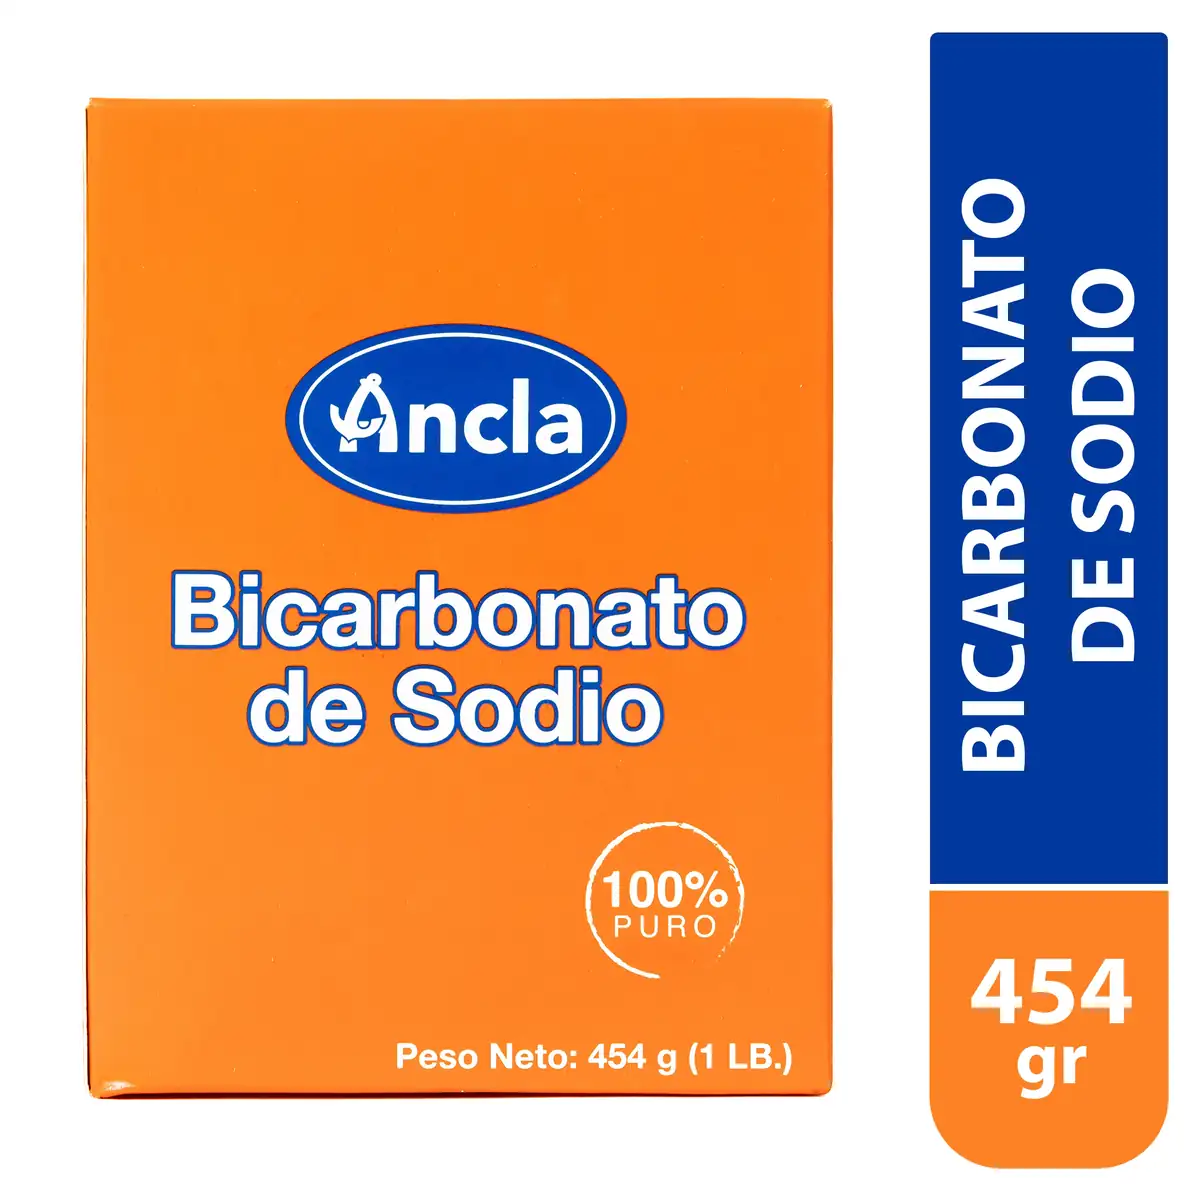 Ancla
Bicarbonato
de Sodio
100%
PURO
Peso Neto: 454 g (1 LB.)
BICARBONATO
DE SODIO
454
gr